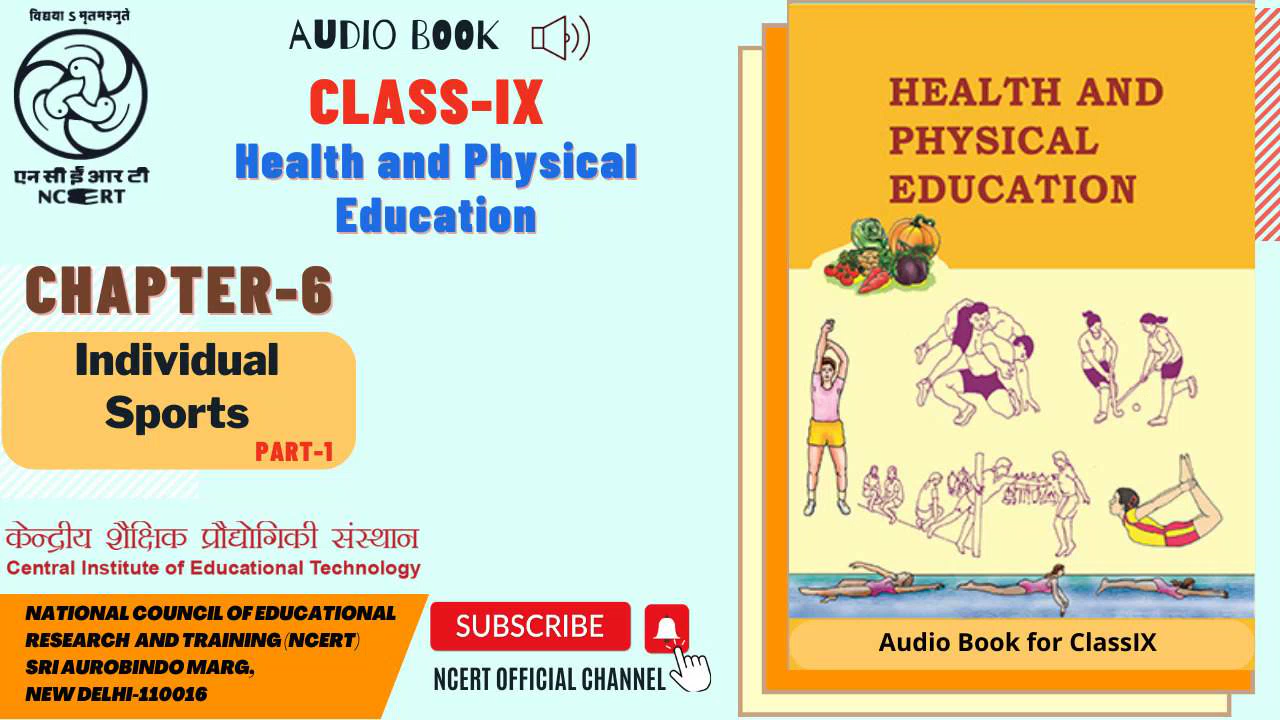 विद्यया ऽ मृतमश्नुते
एन सी ई आर टी
NCERT
AUDIO BOOK
CLASS-IX
Health and Physical
Education
CHAPTER-6
Individual
Sports
PART-1
केन्द्रीय शैक्षिक प्रौद्योगिकी संस्थान
Central Institute of Educational Technology
NATIONAL COUNCIL OF EDUCATIONAL
RESEARCH AND TRAINING (NCERT)
SRI AUROBINDO MARG,
NEW DELHI-110016
SUBSCRIBE
NCERT OFFICIAL CHANNEL
HEALTH AND
PHYSICAL
EDUCATION
Audio Book for ClassIX